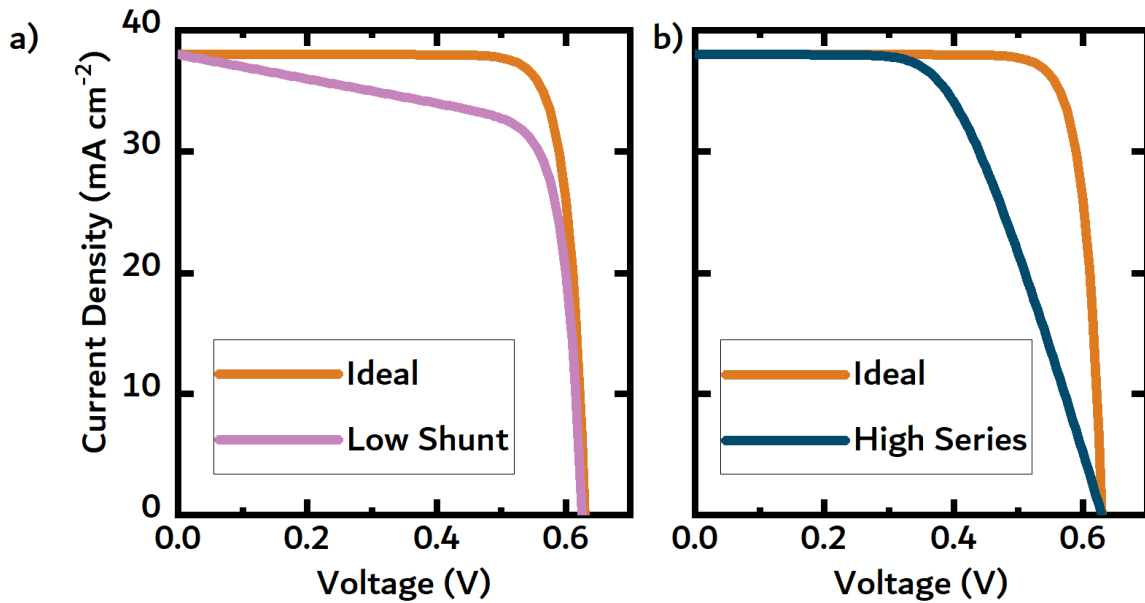 a)
Current Density (mA cm⁻²)
40
30
20
10
0
Ideal
Low Shunt
0.0 0.2 0.4 0.6
Voltage (V)
b)
Ideal
High Series
0.0 0.2 0.4 0.6
Voltage (V)